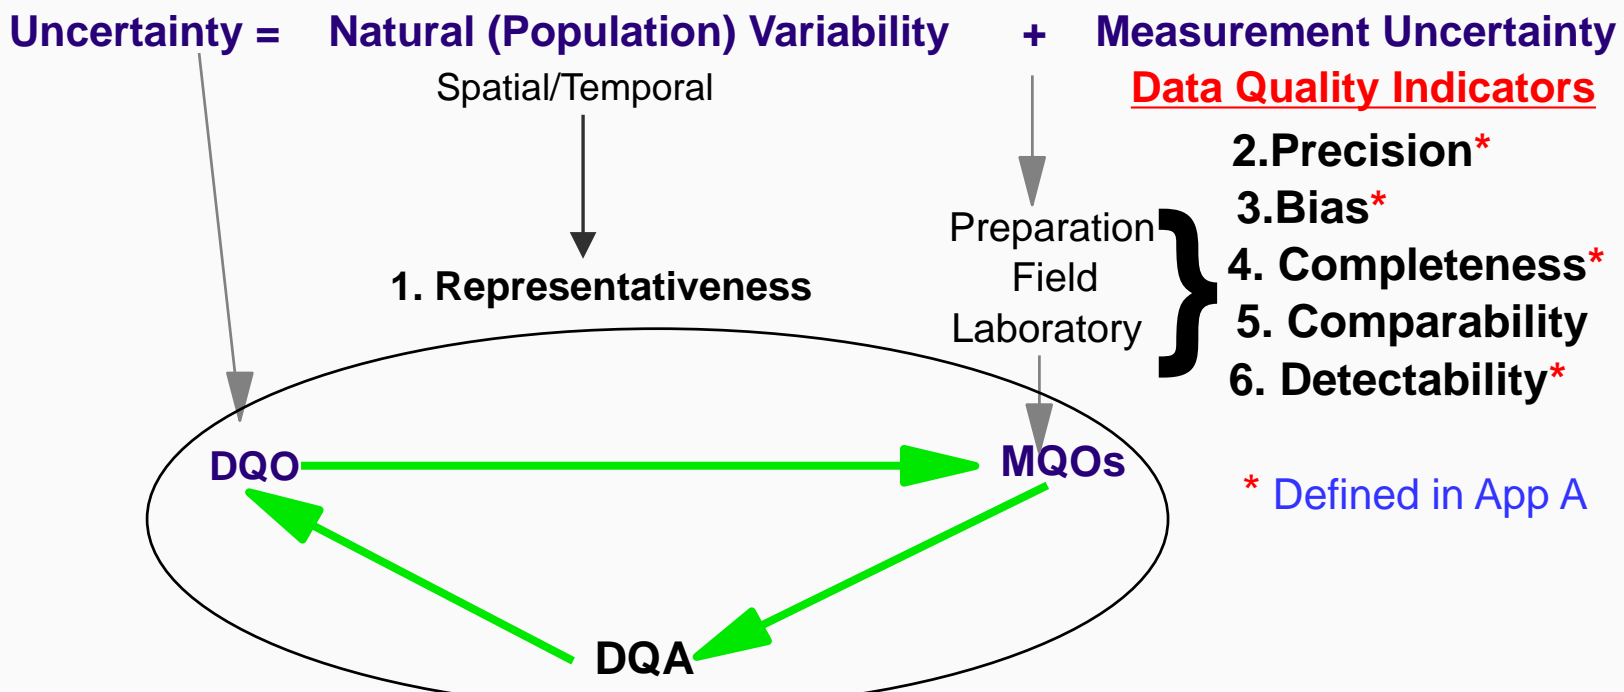 Uncertainty = Natural (Population) Variability + Measurement Uncertainty
Spatial/Temporal
Data Quality Indicators
2.Precision*
3.Bias*
4. Completeness*
5. Comparability
6. Detectability*
Preparation
Field
Laboratory
1. Representativeness
DQO
MQOs
* Defined in App A
DQA